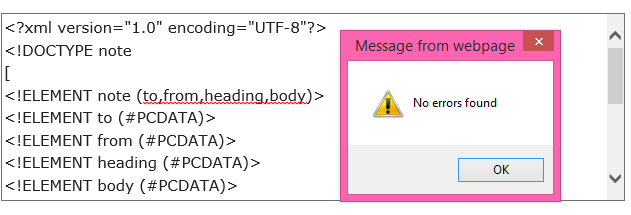 <?xml version="1.0" encoding="UTF-8"?>
<!DOCTYPE note
[
<!ELEMENT note (to,from,heading,body)>
<!ELEMENT to (#PCDATA)>
<!ELEMENT from (#PCDATA)>
<!ELEMENT heading (#PCDATA)>
<!ELEMENT body (#PCDATA)>
Message from webpage
No errors found
OK